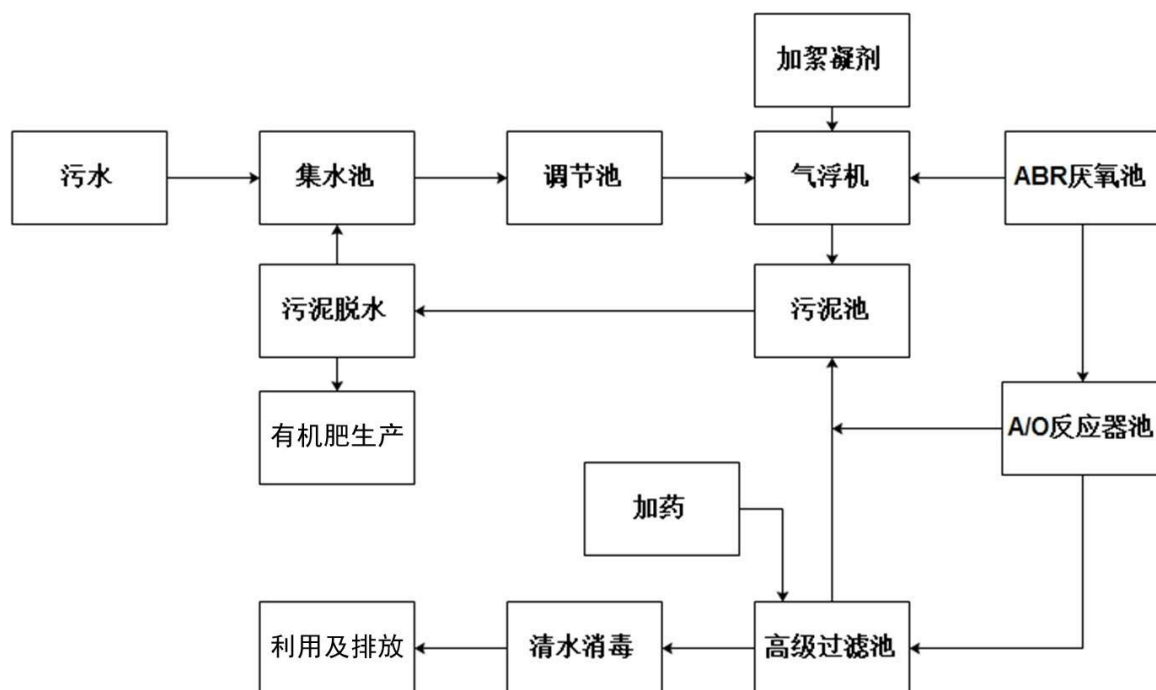 加絮凝剂
污水
集水池
调节池
气浮机
ABR厌氧池
污泥脱水
污泥池
有机肥生产
A/O反应器池
加药
利用及排放
清水消毒
高级过滤池